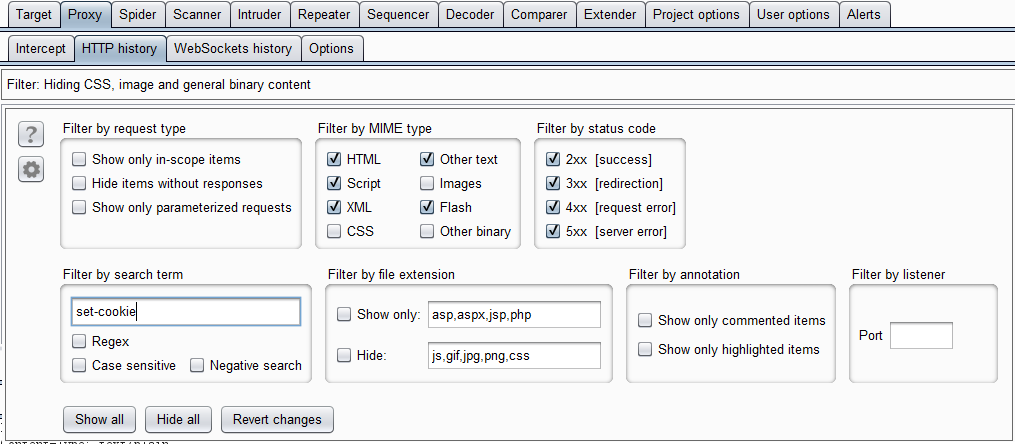 Target Proxy Spider Scanner Intruder Repeater Sequencer Decoder Comparer Extender Project options User options Alerts
Intercept HTTP history WebSockets history Options
Filter: Hiding CSS, image and general binary content
?
Filter by request type
Show only in-scope items
Hide items without responses
Show only parameterized requests
Filter by MIME type
HTML Other text
Script Images
XML Flash
CSS Other binary
Filter by status code
2xx [success]
3xx [redirection]
4xx [request error]
5xx [server error]
Filter by search term
set-cookie
Regex
Case sensitive Negative search
Filter by file extension
Show only: asp,aspx,jsp,php
Hide: js,gif,jpg,png,css
Filter by annotation
Show only commented items
Show only highlighted items
Filter by listener
Port
Show all Hide all Revert changes